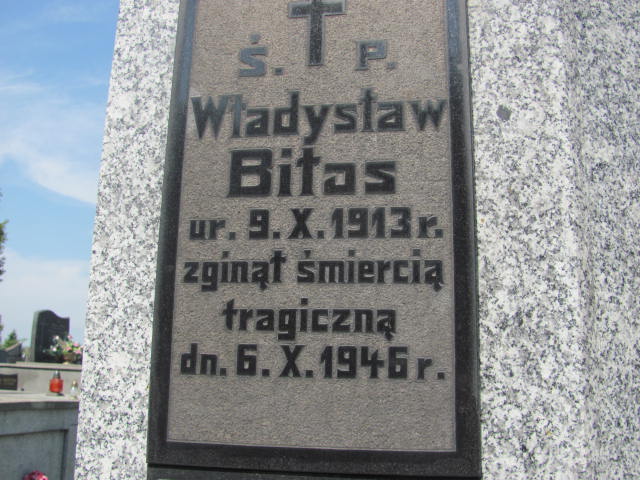 Ś. P.
Władysław
Bitas
ur. 9. X. 1913 r.
zginął śmiercią
tragiczną
dn. 6. X. 1946 r.